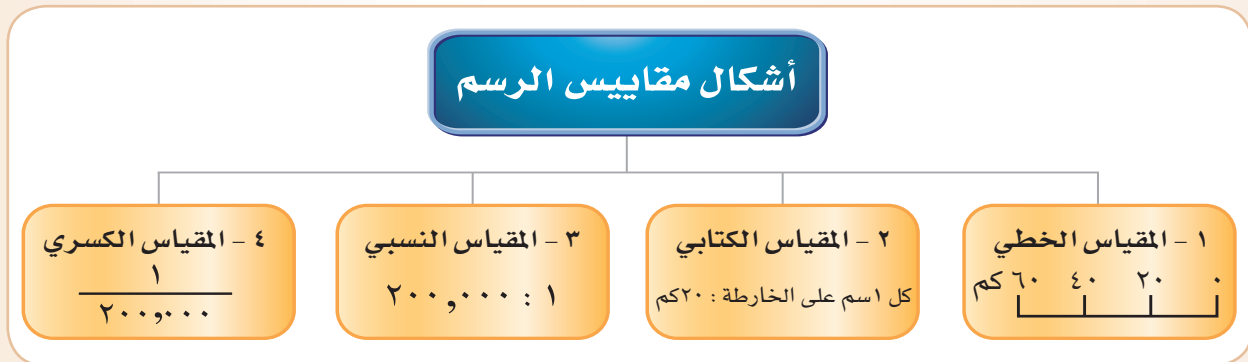 أشكال مقاييس الرسم
١ - المقياس الخطي
٠ ٢٠ ٤٠ ٦٠ كم
٢ - المقياس الكتابي
كل ١سم على الخارطة : ٢٠كم
٣ - المقياس النسبي
١ : ٢٠٠,٠٠٠
٤ - المقياس الكسري
١
٢٠٠,٠٠٠